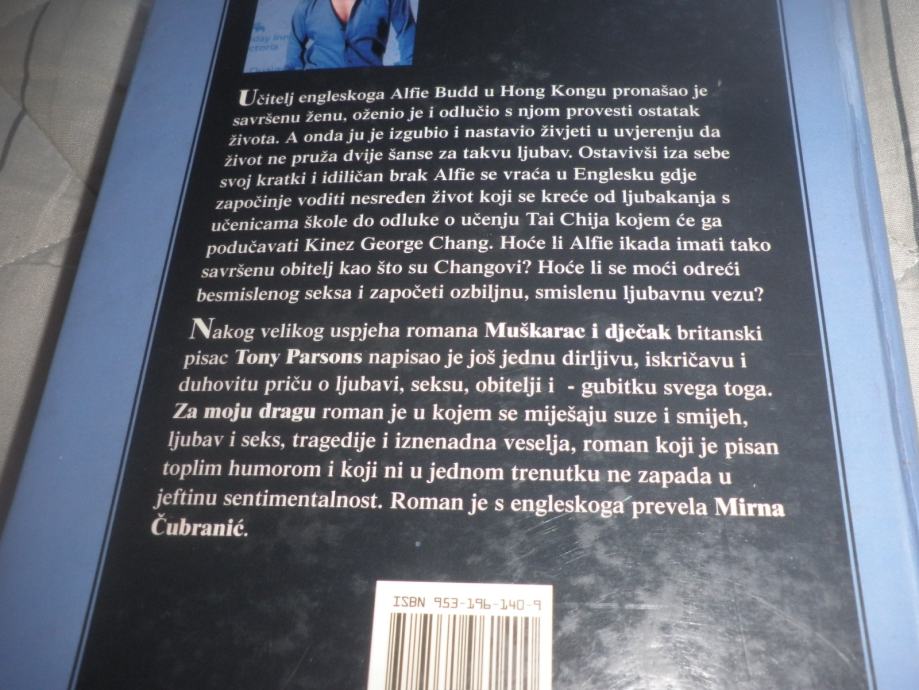 Učitelj engleskoga Alfie Budd u Hong Kongu pronašao je
savršenu ženu, oženio je i odlučio s njom provesti ostatak
života. A onda ju je izgubio i nastavio živjeti u uvjerenju da
život ne pruža dvije šanse za takvu ljubav. Ostavivši iza sebe
svoj kratki i idiličan brak Alfie se vraća u Englesku gdje
započinje voditi nesređen život koji se kreće od ljubakanja s
učenicama škole do odluke o učenju Tai Chija kojem će ga
podučavati Kinez George Chang. Hoće li Alfie ikada imati tako
savršenu obitelj kao što su Changovi? Hoće li se moći odreći
besmislenog seksa i započeti ozbiljnu, smislenu ljubavnu vezu?
Nakog velikog uspjeha romana Muškarac i dječak britanski
pisac Tony Parsons napisao je još jednu dirljivu, iskričavu i
duhovitu priču o ljubavi, seksu, obitelji i - gubitku svega toga.
Za moju dragu roman je u kojem se miješaju suze i smijeh,
ljubav i seks, tragedije i iznenadna veselja, roman koji je pisan
toplim humorom i koji ni u jednom trenutku ne zapada u
jeftinu sentimentalnost. Roman je s engleskoga prevela Mirna
Čubranić.
ISBN 953-196-140-9